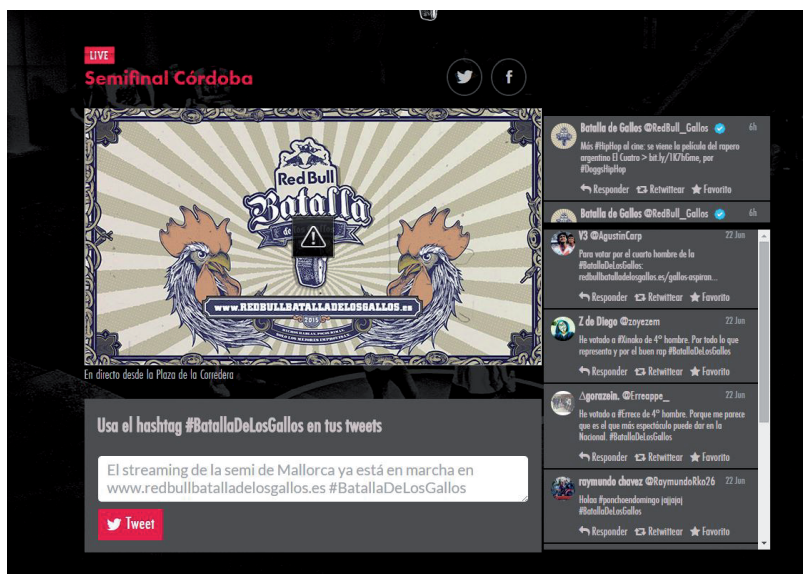 LIVE
Semifinal Córdoba
Red Bull
Batalla
de los Gallos
www.REDBULLBATALLADELOSGALLOS.es
2015
En directo desde la Plaza de la Corredera
Usa el hashtag #BatallaDeLosGallos en tus tweets
El streaming de la semi de Mallorca ya está en marcha en
www.redbullbatalladelosgallos.es #BatallaDeLosGallos
Tweet
Batalla de Gallos @RedBull_Gallos 6h
Más #HipHop al cine: se viene la película del rapero
argentino El Cuatro > bit.ly/1K7hGme, por
#DoggsHipHop
Responder Retwittear Favorito
Batalla de Gallos @RedBull_Gallos 6h
V3 @AgustinCarp 22 Jun
Para votar por el cuarto hombre de la
#BatallaDeLosGallos:
redbullbatalladelosgallos.es/gallos-aspiran...
Responder Retwittear Favorito
Z de Diego @zoyezem 22 Jun
He votado a #Xinaka de 4º hombre. Por todo lo que
representa y por el buen rap #BatallaDeLosGallos
Responder Retwittear Favorito
∆gorazein. @Erreappe_ 22 Jun
He votado a #Errece de 4º hombre. Porque me parece
que es el que más espectáculo puede dar en la
Nacional. #BatallaDeLosGallos
Responder Retwittear Favorito
raymundo chavez @RaymundoRko26 22 Jun
Holaa #ponchoendomingo jajjajaj
#BatallaDeLosGallos
Responder Retwittear Favorito